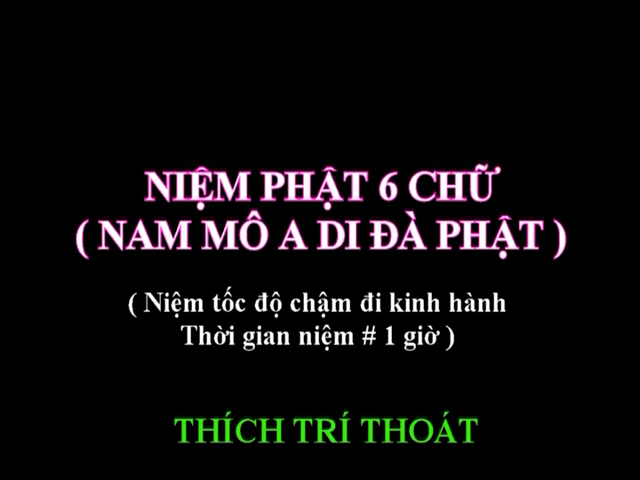 NIỆM PHẬT 6 CHỮ
( NAM MÔ A DI ĐÀ PHẬT )
( Niệm tốc độ chậm đi kinh hành
Thời gian niệm # 1 giờ )
THÍCH TRÍ THOÁT